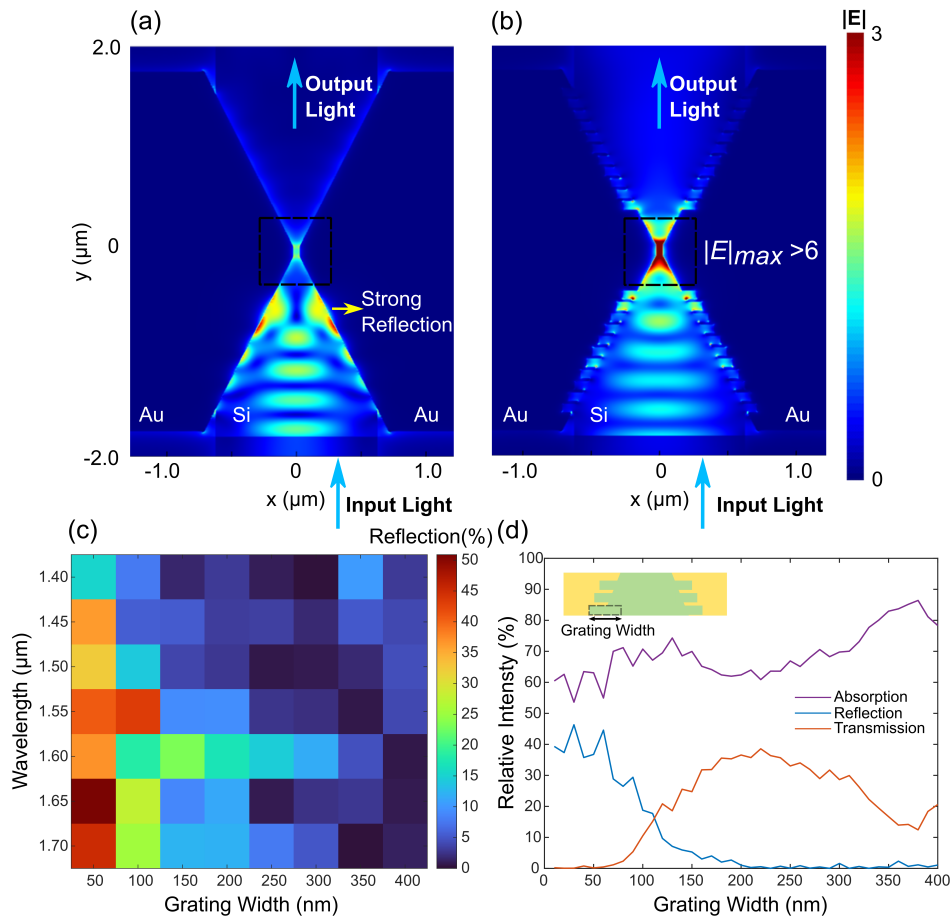 (a)
(b)
|E|
2.0
3
Output
Light
Output
Light
y (μm)
0
|E|max >6
Strong
Reflection
Au
Si
Si
Au
Au
-2.0
0
-1.0
0
1.0
-1.0
0
1.0
x (μm)
Input Light
x (μm)
Input Light
(c)
Reflection(%)
1.40
1.45
1.50
1.55
1.60
1.65
1.70
Wavelength (μm)
50
45
40
35
30
25
20
15
10
5
0
50 100 150 200 250 300 350 400
Grating Width (nm)
(d)
100
90
80
70
60
50
40
30
20
10
0
Relative Intensty (%)
Grating Width
Absorption
Reflection
Transmission
0 50 100 150 200 250 300 350 400
Grating Width (nm)